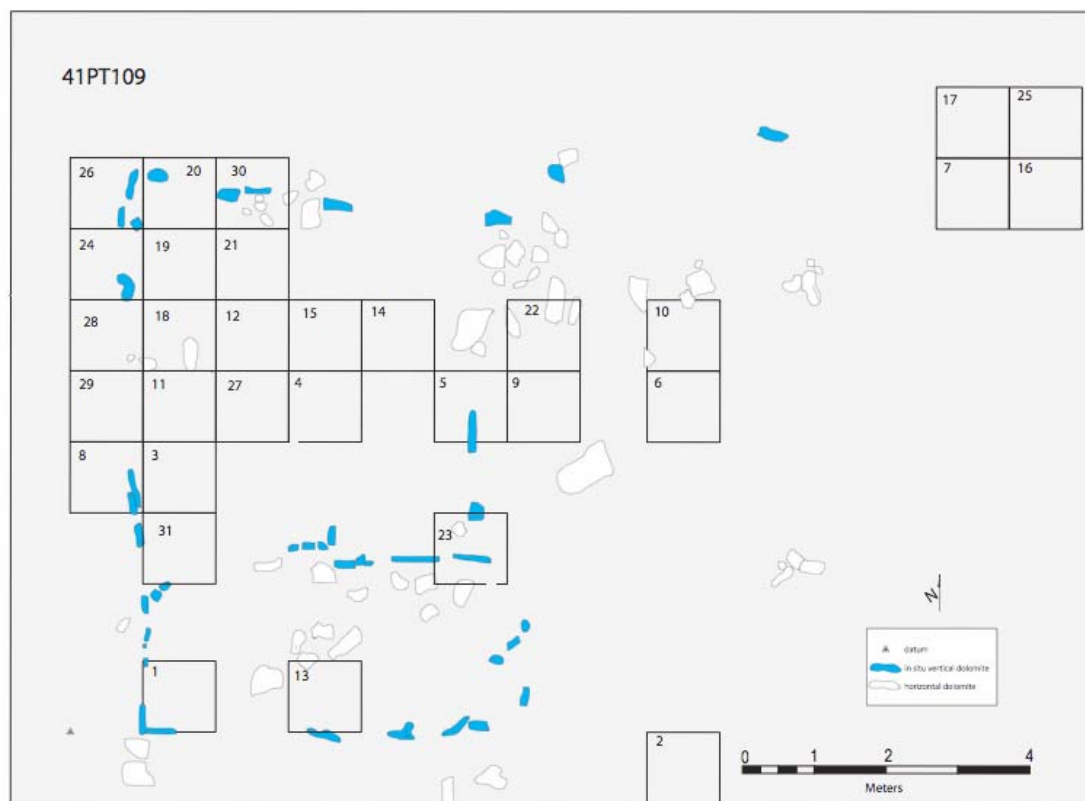 41PT109
17 25
7 16
26 20 30
24 19 21
28 18 12 15 14 22 10
29 11 27 4 5 9 6
8 3
31 23
1 13
2
N
datum
in situ vertical dolomite
horizontal dolomite
0 1 2 4
Meters